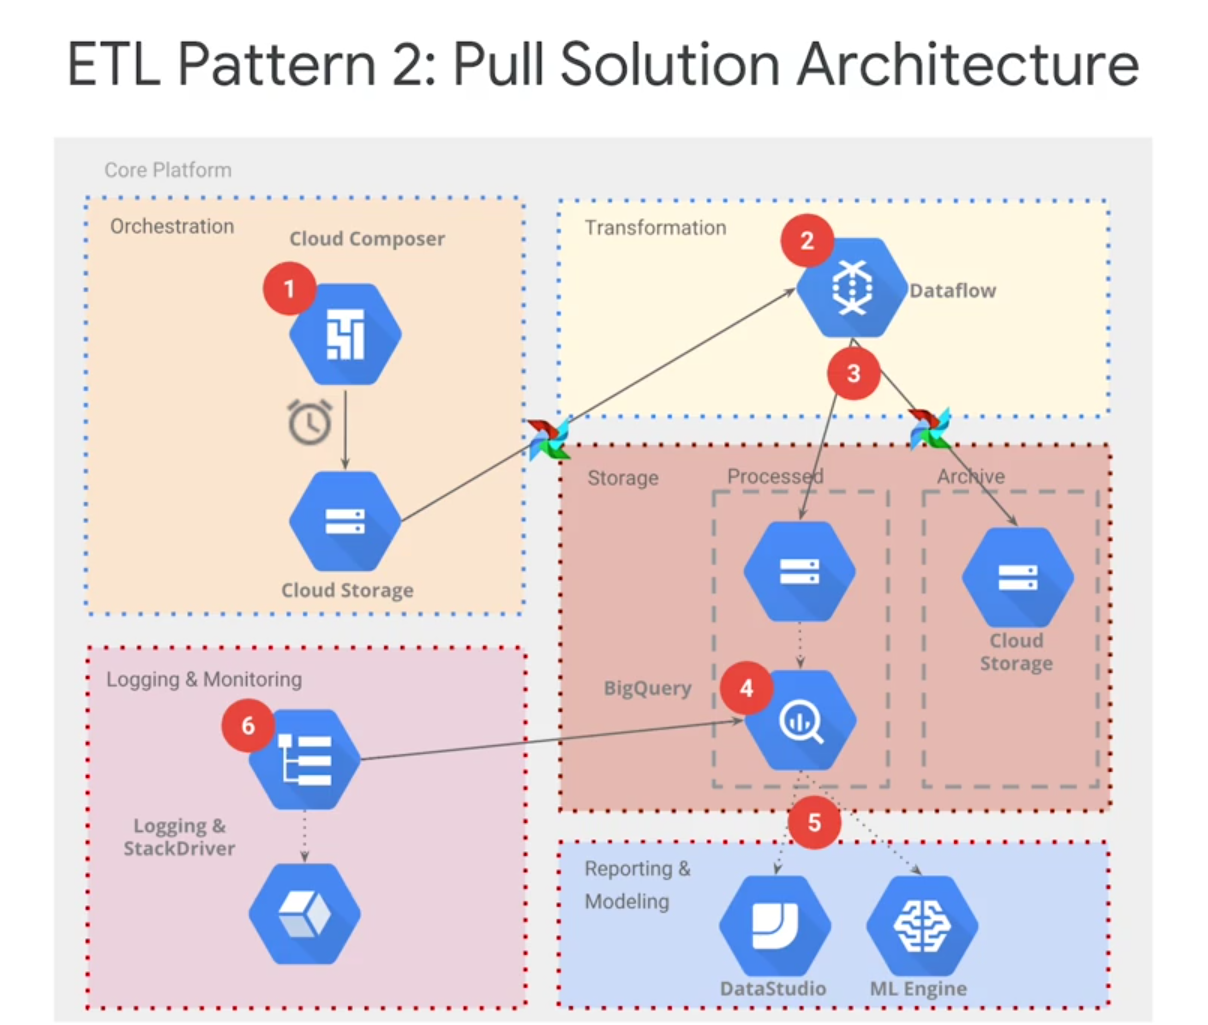 ETL Pattern 2: Pull Solution Architecture
Core Platform
Orchestration
Cloud Composer
1
Cloud Storage
Transformation
2
Dataflow
3
Storage
Processed
Archive
Cloud
Storage
BigQuery
4
Logging & Monitoring
6
Logging &
StackDriver
5
Reporting &
Modeling
DataStudio
ML Engine